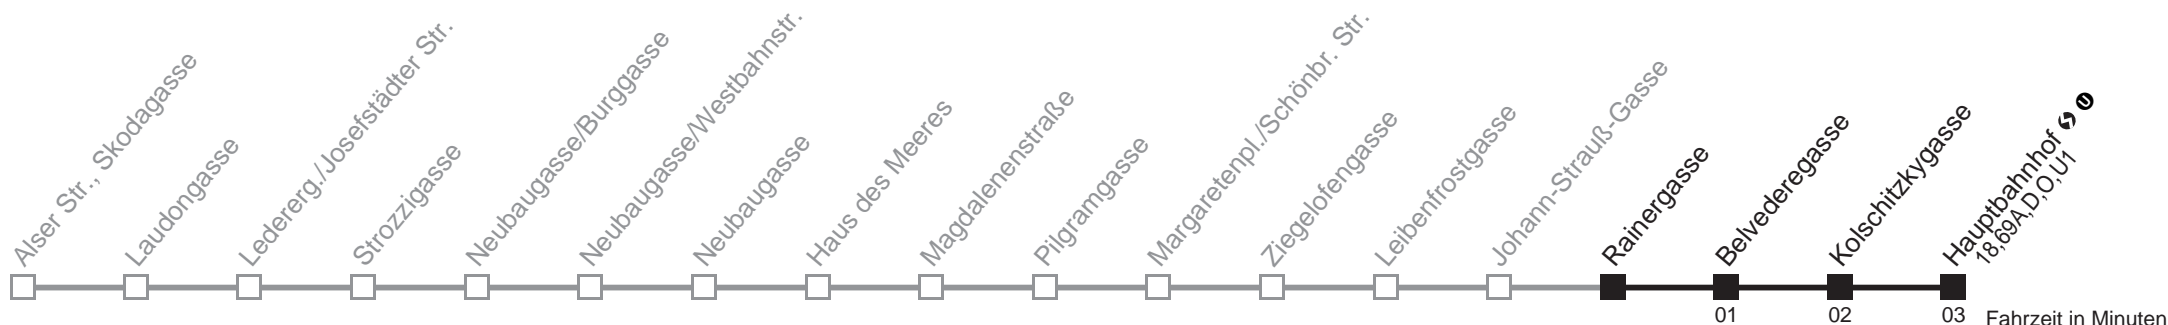 Alser Str., Skodagasse
Laudongasse
Ledererg./Josefstädter Str.
Strozzigasse
Neubaugasse/Burggasse
Neubaugasse/Westbahnstr.
Neubaugasse
Haus des Meeres
Magdalenenstraße
Pilgramgasse
Margaretenpl./Schönbr. Str.
Ziegelofengasse
Leibenfrostgasse
Johann-Strauß-Gasse
Rainergasse
Belvederegasse
Kolschitzkygasse
Hauptbahnhof S U
18,69A,D,O,U1
01
02
03
Fahrzeit in Minuten